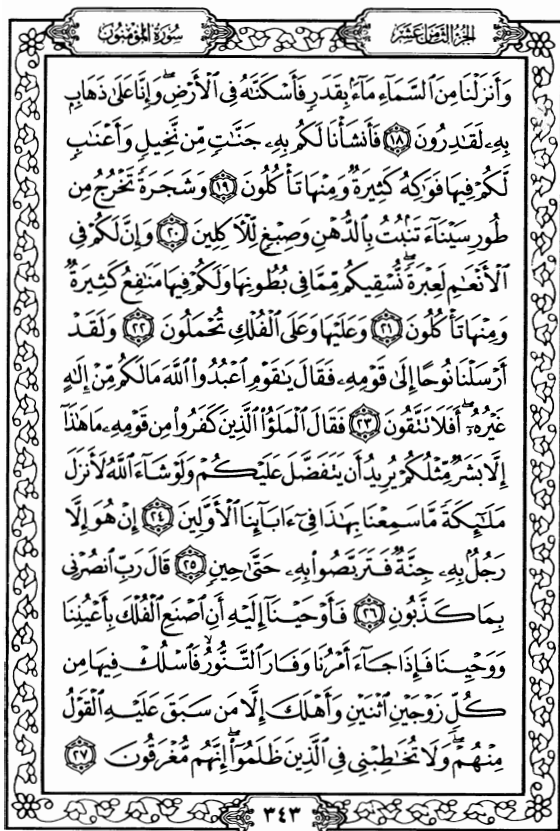 الجزء الثامن عشر
سورة المؤمنون
وَأَنزَلْنَا مِنَ ٱلسَّمَآءِ مَآءًۢ بِقَدَرٍ فَأَسْكَنَّٰهُ فِى ٱلْأَرْضِ ۖ وَإِنَّا عَلَىٰ ذَهَابٍۭ
بِهِۦ لَقَٰدِرُونَ ١٨ فَأَنشَأْنَا لَكُم بِهِۦ جَنَّٰتٍ مِّن نَّخِيلٍ وَأَعْنَٰبٍ
لَّكُمْ فِيهَا فَوَٰكِهُ كَثِيرَةٌ وَمِنْهَا تَأْكُلُونَ ١٩ وَشَجَرَةً تَخْرُجُ مِن
طُورِ سَيْنَآءَ تَنۢبُتُ بِٱلدُّهْنِ وَصِبْغٍ لِّلْـَٔاكِلِينَ ٢٠ وَإِنَّ لَكُمْ فِى
ٱلْأَنْعَٰمِ لَعِبْرَةً ۖ نُّسْقِيكُم مِّمَّا فِى بُطُونِهَا وَلَكُمْ فِيهَا مَنَٰفِعُ كَثِيرَةٌ
وَمِنْهَا تَأْكُلُونَ ٢١ وَعَلَيْهَا وَعَلَى ٱلْفُلْكِ تُحْمَلُونَ ٢٢ وَلَقَدْ
أَرْسَلْنَا نُوحًا إِلَىٰ قَوْمِهِۦ فَقَالَ يَٰقَوْمِ ٱعْبُدُوا۟ ٱللَّهَ مَا لَكُم مِّنْ إِلَٰهٍ
غَيْرُهُۥٓ ۖ أَفَلَا تَتَّقُونَ ٢٣ فَقَالَ ٱلْمَلَؤُا۟ ٱلَّذِينَ كَفَرُوا۟ مِن قَوْمِهِۦ مَا هَٰذَآ
إِلَّا بَشَرٌ مِّثْلُكُمْ يُرِيدُ أَن يَتَفَضَّلَ عَلَيْكُمْ وَلَوْ شَآءَ ٱللَّهُ لَأَنزَلَ
مَلَٰٓئِكَةً مَّا سَمِعْنَا بِهَٰذَا فِىٓ ءَابَآئِنَا ٱلْأَوَّلِينَ ٢٤ إِنْ هُوَ إِلَّا
رَجُلٌۢ بِهِۦ جِنَّةٌ فَتَرَبَّصُوا۟ بِهِۦ حَتَّىٰ حِينٍ ٢٥ قَالَ رَبِّ ٱنصُرْنِى
بِمَا كَذَّبُونِ ٢٦ فَأَوْحَيْنَآ إِلَيْهِ أَنِ ٱصْنَعِ ٱلْفُلْكَ بِأَعْيُنِنَا
وَوَحْيِنَا فَإِذَا جَآءَ أَمْرُنَا وَفَارَ ٱلتَّنُّورُ ۙ فَٱسْلُكْ فِيهَا مِن
كُلٍّ زَوْجَيْنِ ٱثْنَيْنِ وَأَهْلَكَ إِلَّا مَن سَبَقَ عَلَيْهِ ٱلْقَوْلُ
مِنْهُمْ ۖ وَلَا تُخَٰطِبْنِى فِى ٱلَّذِينَ ظَلَمُوٓا۟ ۖ إِنَّهُم مُّغْرَقُونَ ٢٧
٣٤٣